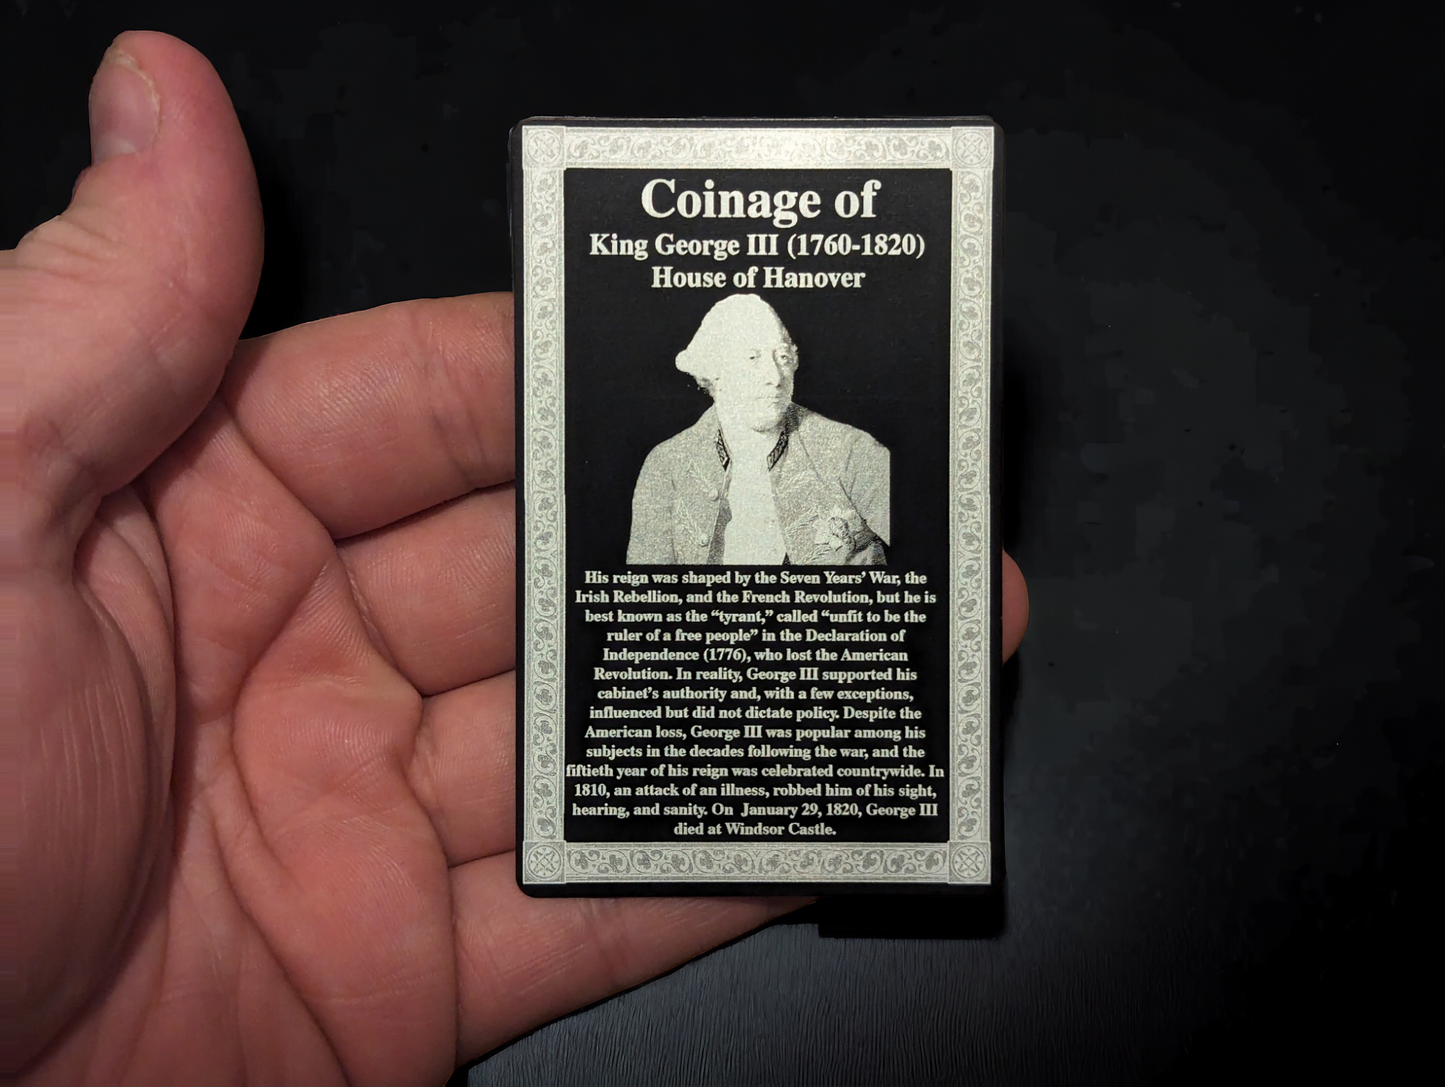 Coinage of
King George III (1760-1820)
House of Hanover
His reign was shaped by the Seven Years’ War, the
Irish Rebellion, and the French Revolution, but he is
best known as the “tyrant,” called “unfit to be the
ruler of a free people” in the Declaration of
Independence (1776), who lost the American
Revolution. In reality, George III supported his
cabinet’s authority and, with a few exceptions,
influenced but did not dictate policy. Despite the
American loss, George III was popular among his
subjects in the decades following the war, and the
fiftieth year of his reign was celebrated countrywide. In
1810, an attack of an illness, robbed him of his sight,
hearing, and sanity. On January 29, 1820, George III
died at Windsor Castle.